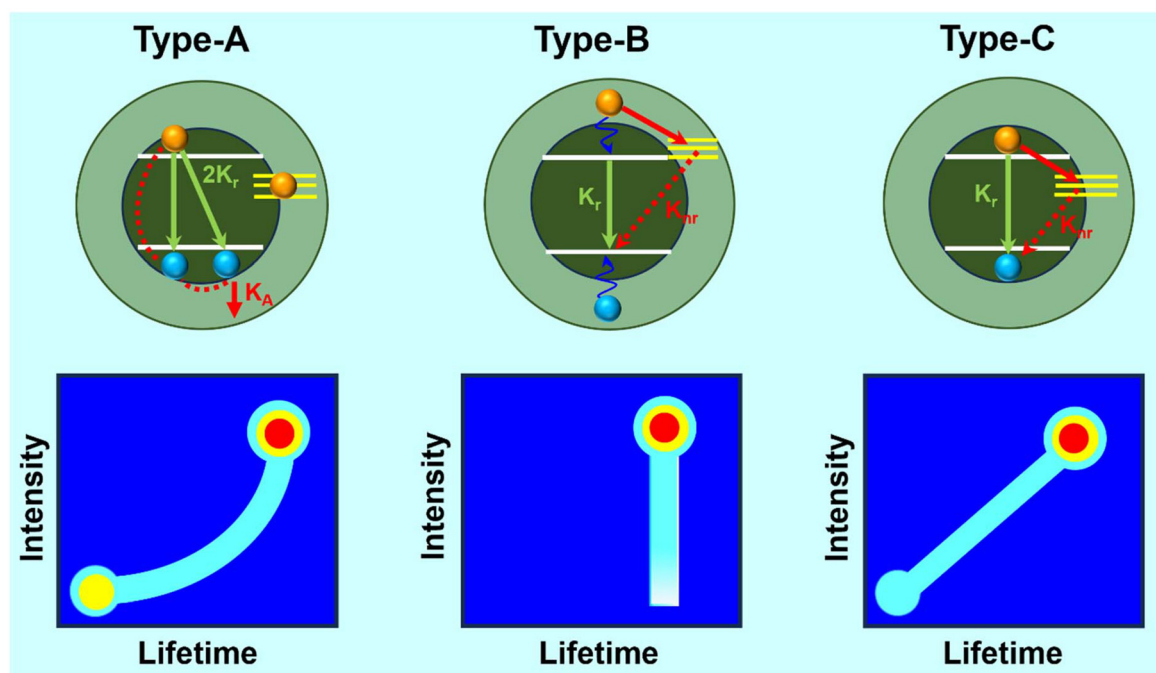 Type-A
Type-B
Type-C
2Kr
KA
Kr
Knr
Kr
Knr
Intensity
Lifetime
Intensity
Lifetime
Intensity
Lifetime